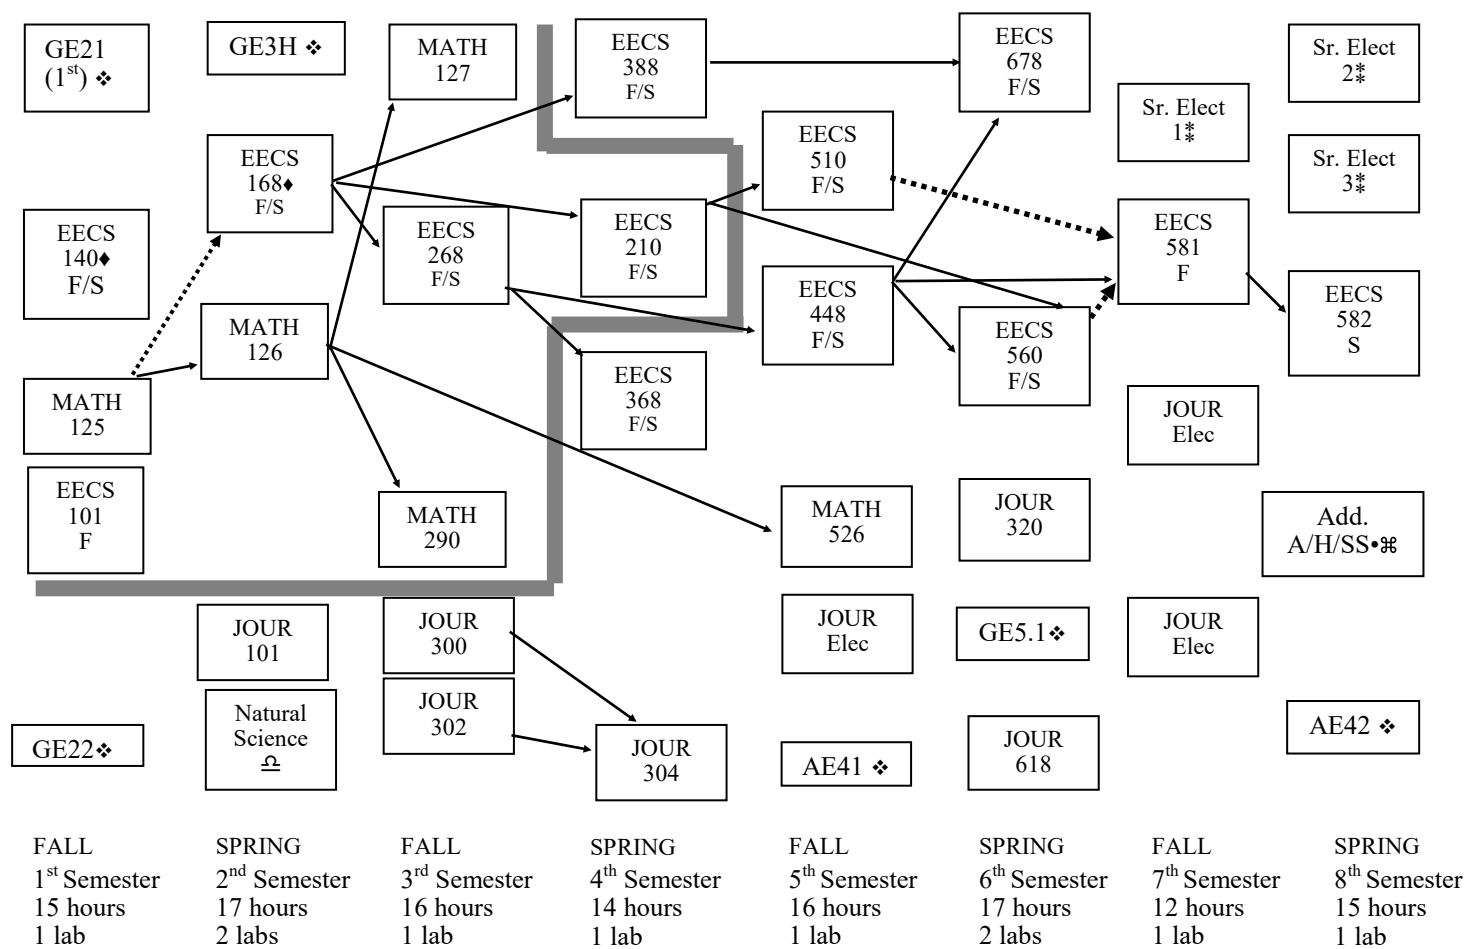 GE21
(1st) ❖
EECS
140♦
F/S
MATH
125
EECS
101
F
GE22❖
GE3H ❖
EECS
168♦
F/S
MATH
126
JOUR
101
Natural
Science
♎
MATH
127
EECS
268
F/S
MATH
290
JOUR
300
JOUR
302
EECS
388
F/S
EECS
210
F/S
EECS
368
F/S
JOUR
304
EECS
510
F/S
EECS
448
F/S
MATH
526
JOUR
Elec
AE41 ❖
EECS
678
F/S
EECS
560
F/S
JOUR
320
GE5.1❖
JOUR
618
Sr. Elect
1⁑
EECS
581
F
JOUR
Elec
JOUR
Elec
Sr. Elect
2⁑
Sr. Elect
3⁑
EECS
582
S
Add.
A/H/SS•⌘
AE42 ❖
FALL
1st Semester
15 hours
1 lab
SPRING
2nd Semester
17 hours
2 labs
FALL
3rd Semester
16 hours
1 lab
SPRING
4th Semester
14 hours
1 lab
FALL
5th Semester
16 hours
1 lab
SPRING
6th Semester
17 hours
2 labs
FALL
7th Semester
12 hours
1 lab
SPRING
8th Semester
15 hours
1 lab